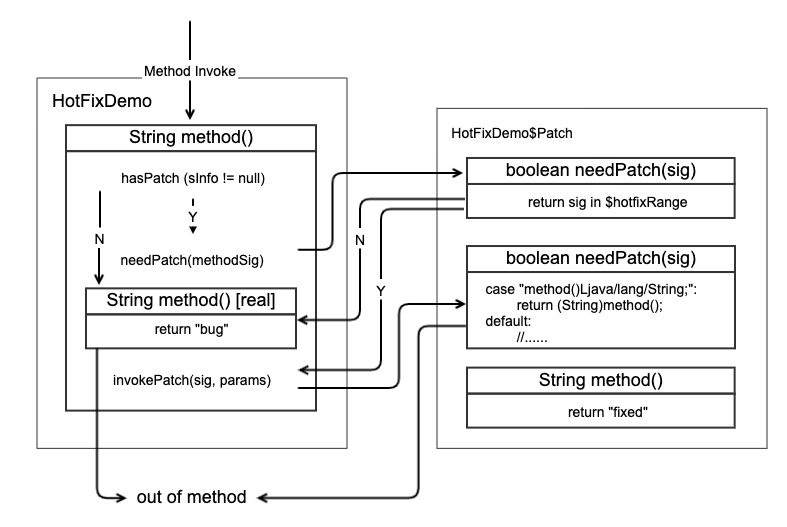 Method Invoke
HotFixDemo
String method()
hasPatch (sInfo != null)
Y
N
needPatch(methodSig)
String method() [real]
return "bug"
invokePatch(sig, params)
N
Y
HotFixDemo$Patch
boolean needPatch(sig)
return sig in $hotfixRange
boolean needPatch(sig)
case "method()Ljava/lang/String;":
return (String)method();
default:
//......
String method()
return "fixed"
out of method